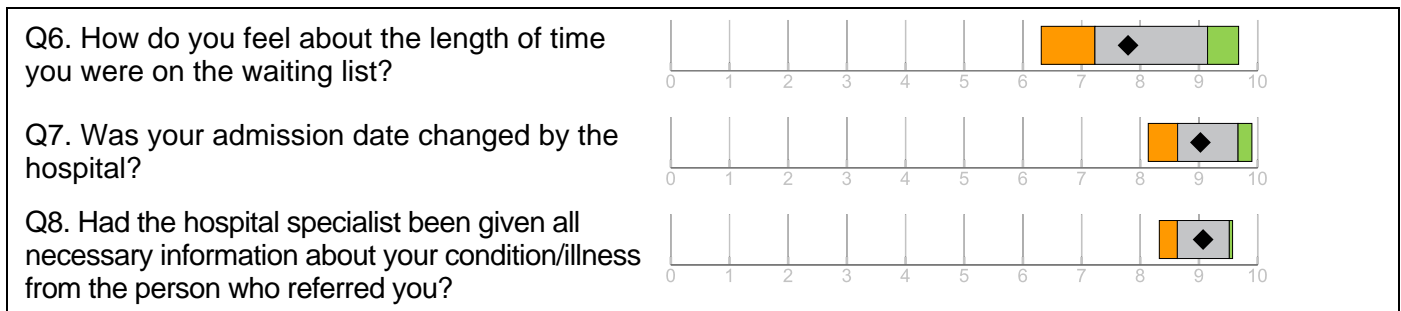 Q6. How do you feel about the length of time
you were on the waiting list?
0 1 2 3 4 5 6 7 8 9 10
Q7. Was your admission date changed by the
hospital?
0 1 2 3 4 5 6 7 8 9 10
Q8. Had the hospital specialist been given all
necessary information about your condition/illness
from the person who referred you?
0 1 2 3 4 5 6 7 8 9 10